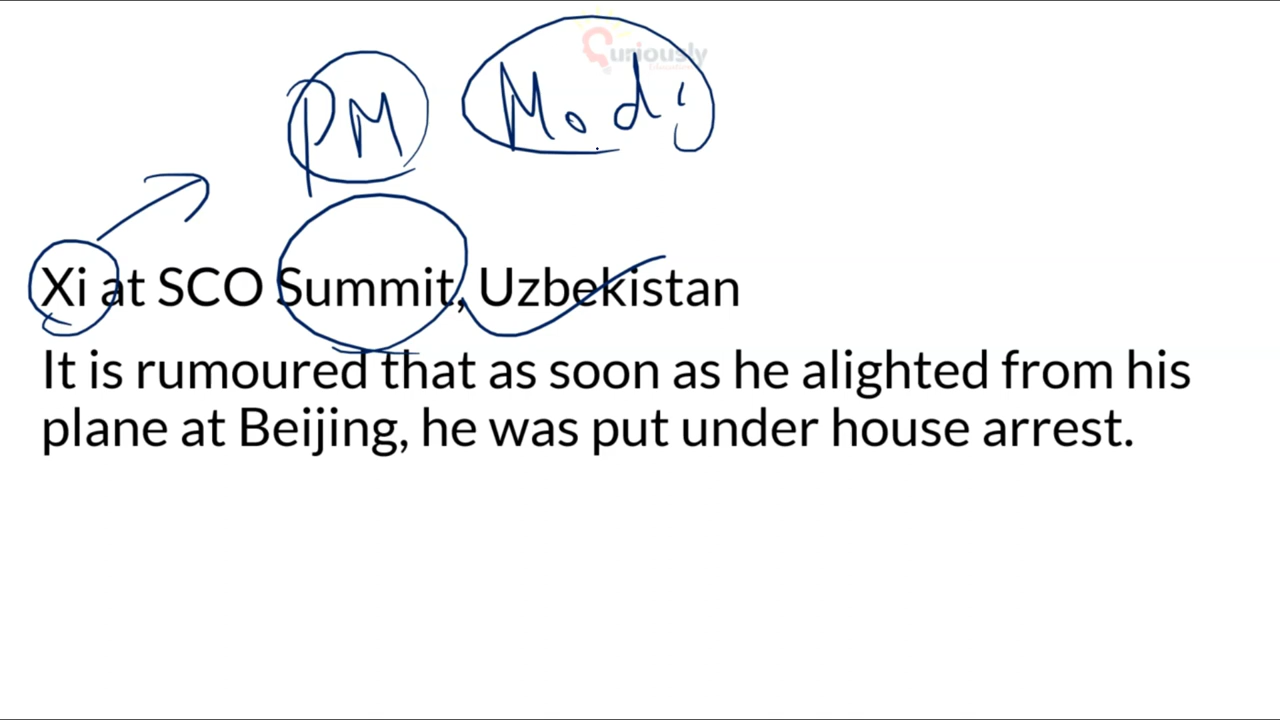 Curiously
PM Modi
Xi at SCO Summit, Uzbekistan
It is rumoured that as soon as he alighted from his
plane at Beijing, he was put under house arrest.